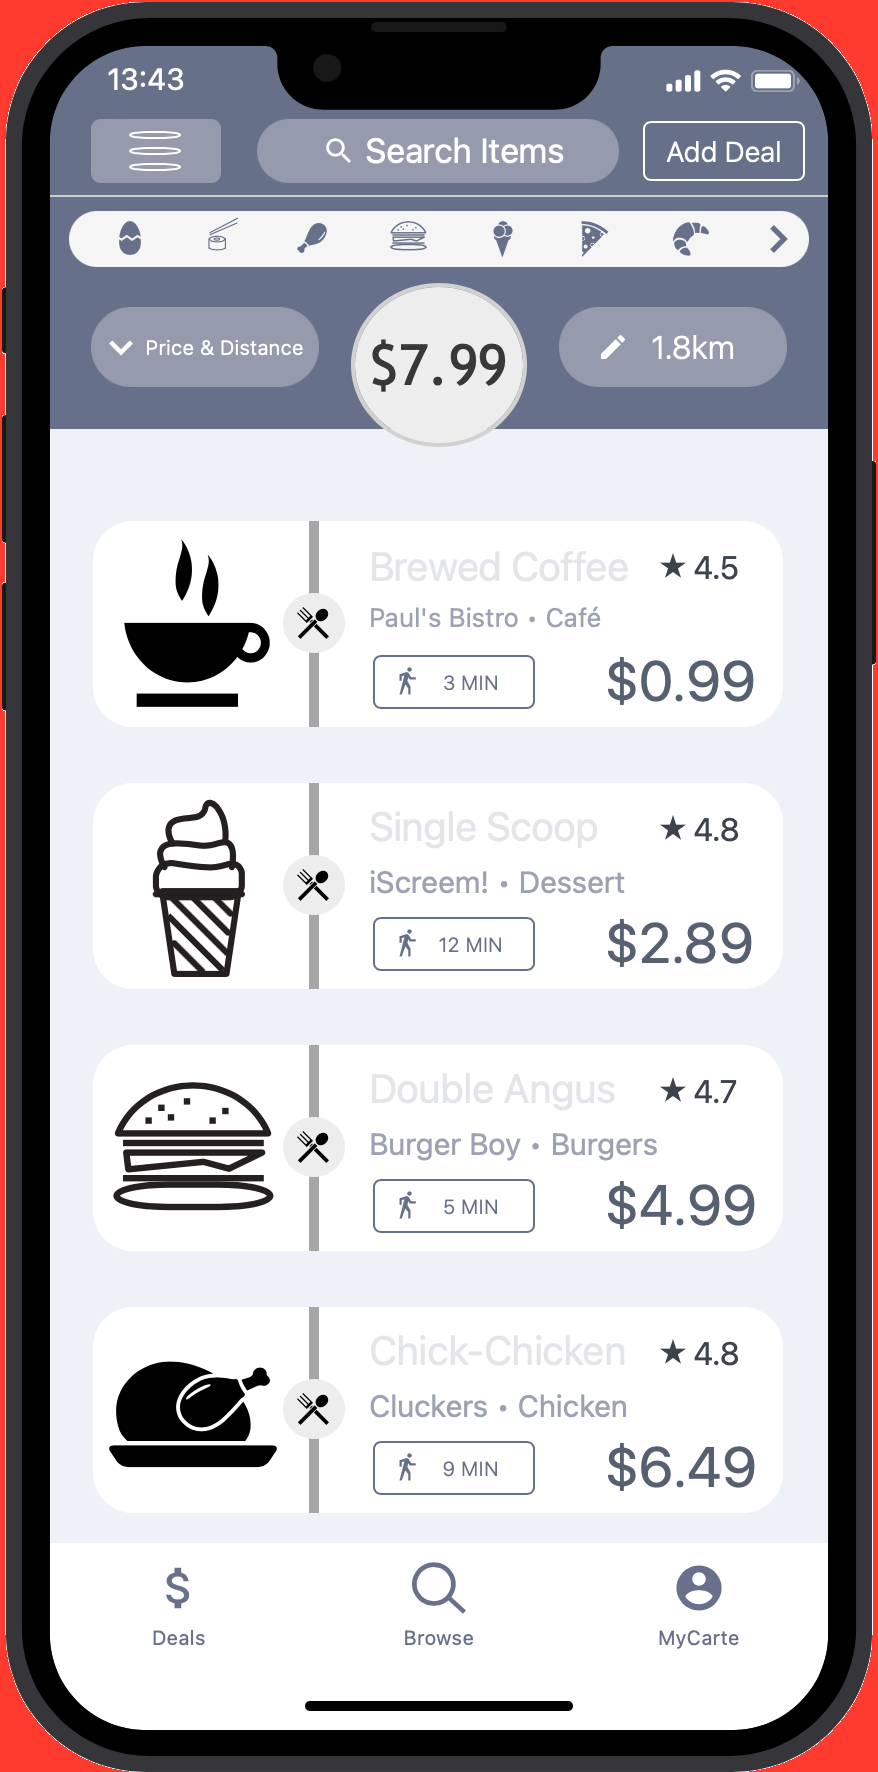 13:43
Search Items
Add Deal
Price & Distance
$7.99
1.8km
Brewed Coffee ★ 4.5
Paul's Bistro • Café
3 MIN
$0.99
Single Scoop ★ 4.8
iScreem! • Dessert
12 MIN
$2.89
Double Angus ★ 4.7
Burger Boy • Burgers
5 MIN
$4.99
Chick-Chicken ★ 4.8
Cluckers • Chicken
9 MIN
$6.49
$
Deals
Browse
MyCarte